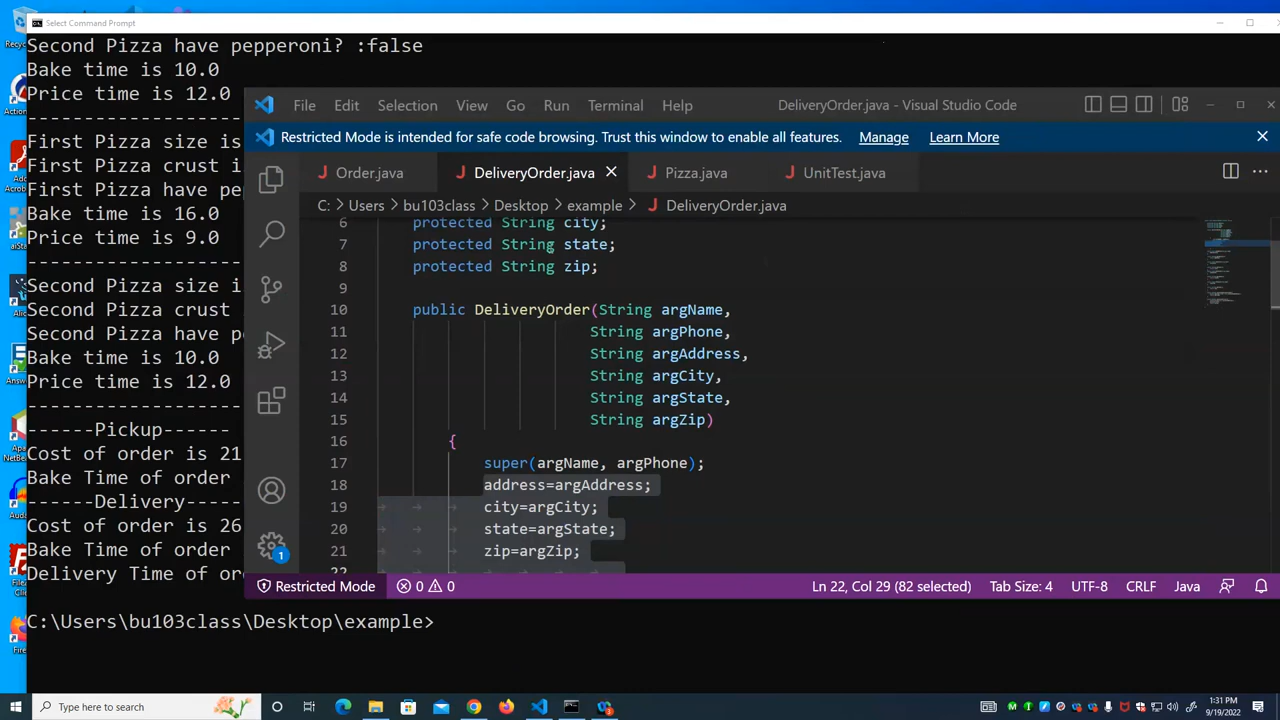 Select Command Prompt
Second Pizza have pepperoni? :false
Bake time is 10.0
Price time is 12.0
First Pizza size is
First Pizza crust i
First Pizza have pep
Bake time is 16.0
Price time is 9.0
Second Pizza size i
Second Pizza crust
Second Pizza have pe
Bake time is 10.0
Price time is 12.0
------Pickup------
Cost of order is 21
Bake Time of order
------Delivery
Cost of order is 26
Bake Time of order
Delivery Time of ord
C:\Users\bu103class\Desktop\example>
File Edit Selection View Go Run Terminal Help DeliveryOrder.java - Visual Studio Code
Restricted Mode is intended for safe code browsing. Trust this window to enable all features. Manage Learn More
Order.java DeliveryOrder.java Pizza.java UnitTest.java
C: > Users > bu103class > Desktop > example > DeliveryOrder.java
6 protected String city;
7 protected String state;
8 protected String zip;
9
10 public DeliveryOrder(String argName,
11 String argPhone,
12 String argAddress,
13 String argCity,
14 String argState,
15 String argZip)
16 {
17 super(argName, argPhone);
18 address=argAddress;
19 city=argCity;
20 state=argState;
21 zip=argZip;
22
1
Restricted Mode 0 0 Ln 22, Col 29 (82 selected) Tab Size: 4 UTF-8 CRLF Java
Type here to search
1:31 PM
9/19/2022